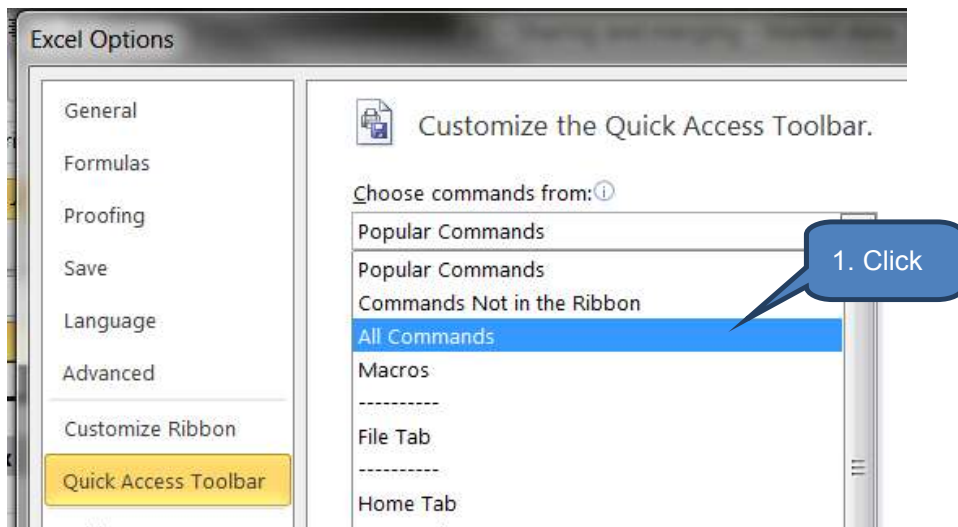 Excel Options
General
Formulas
Proofing
Save
Language
Advanced
Customize Ribbon
Quick Access Toolbar
Customize the Quick Access Toolbar.
Choose commands from:
Popular Commands
Popular Commands
Commands Not in the Ribbon
All Commands
Macros
----------
File Tab
----------
Home Tab
1. Click